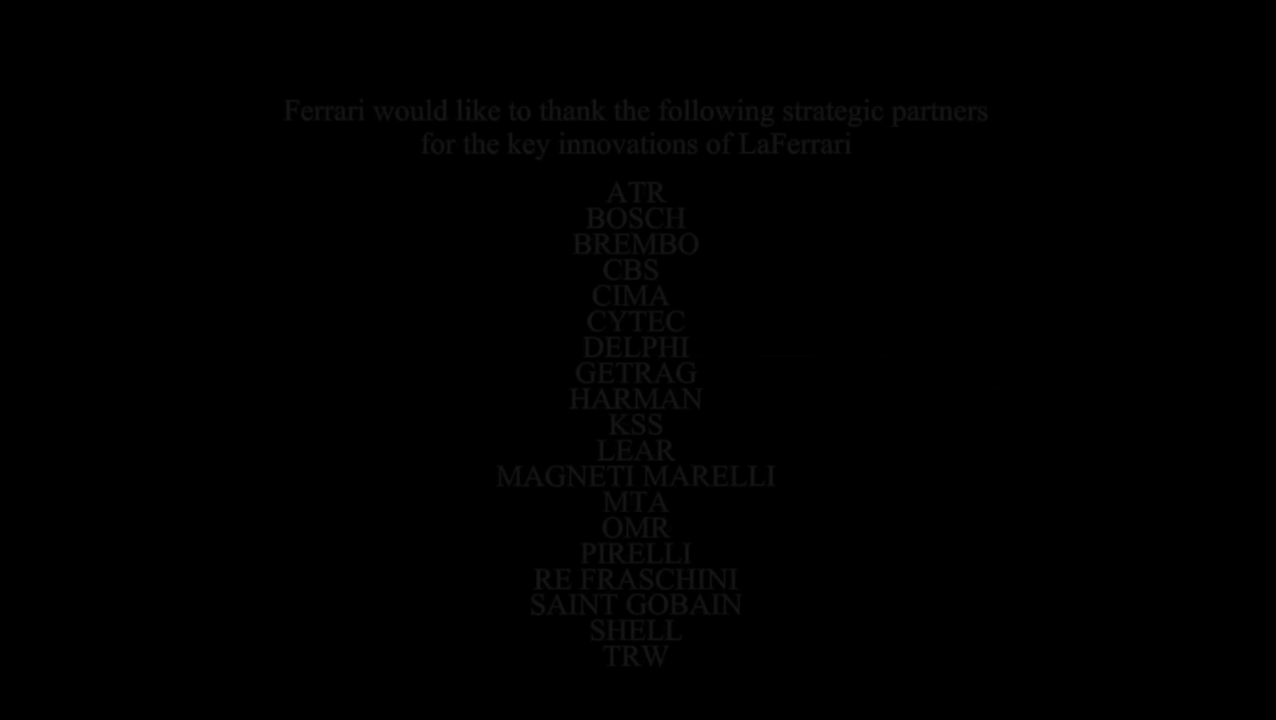 Ferrari would like to thank the following strategic partners
for the key innovations of LaFerrari
ATR
BOSCH
BREMBO
CBS
CIMA
CYTEC
DELPHI
GETRAG
HARMAN
KSS
LEAR
MAGNETI MARELLI
MTA
OMR
PIRELLI
RE FRASCHINI
SAINT GOBAIN
SHELL
TRW